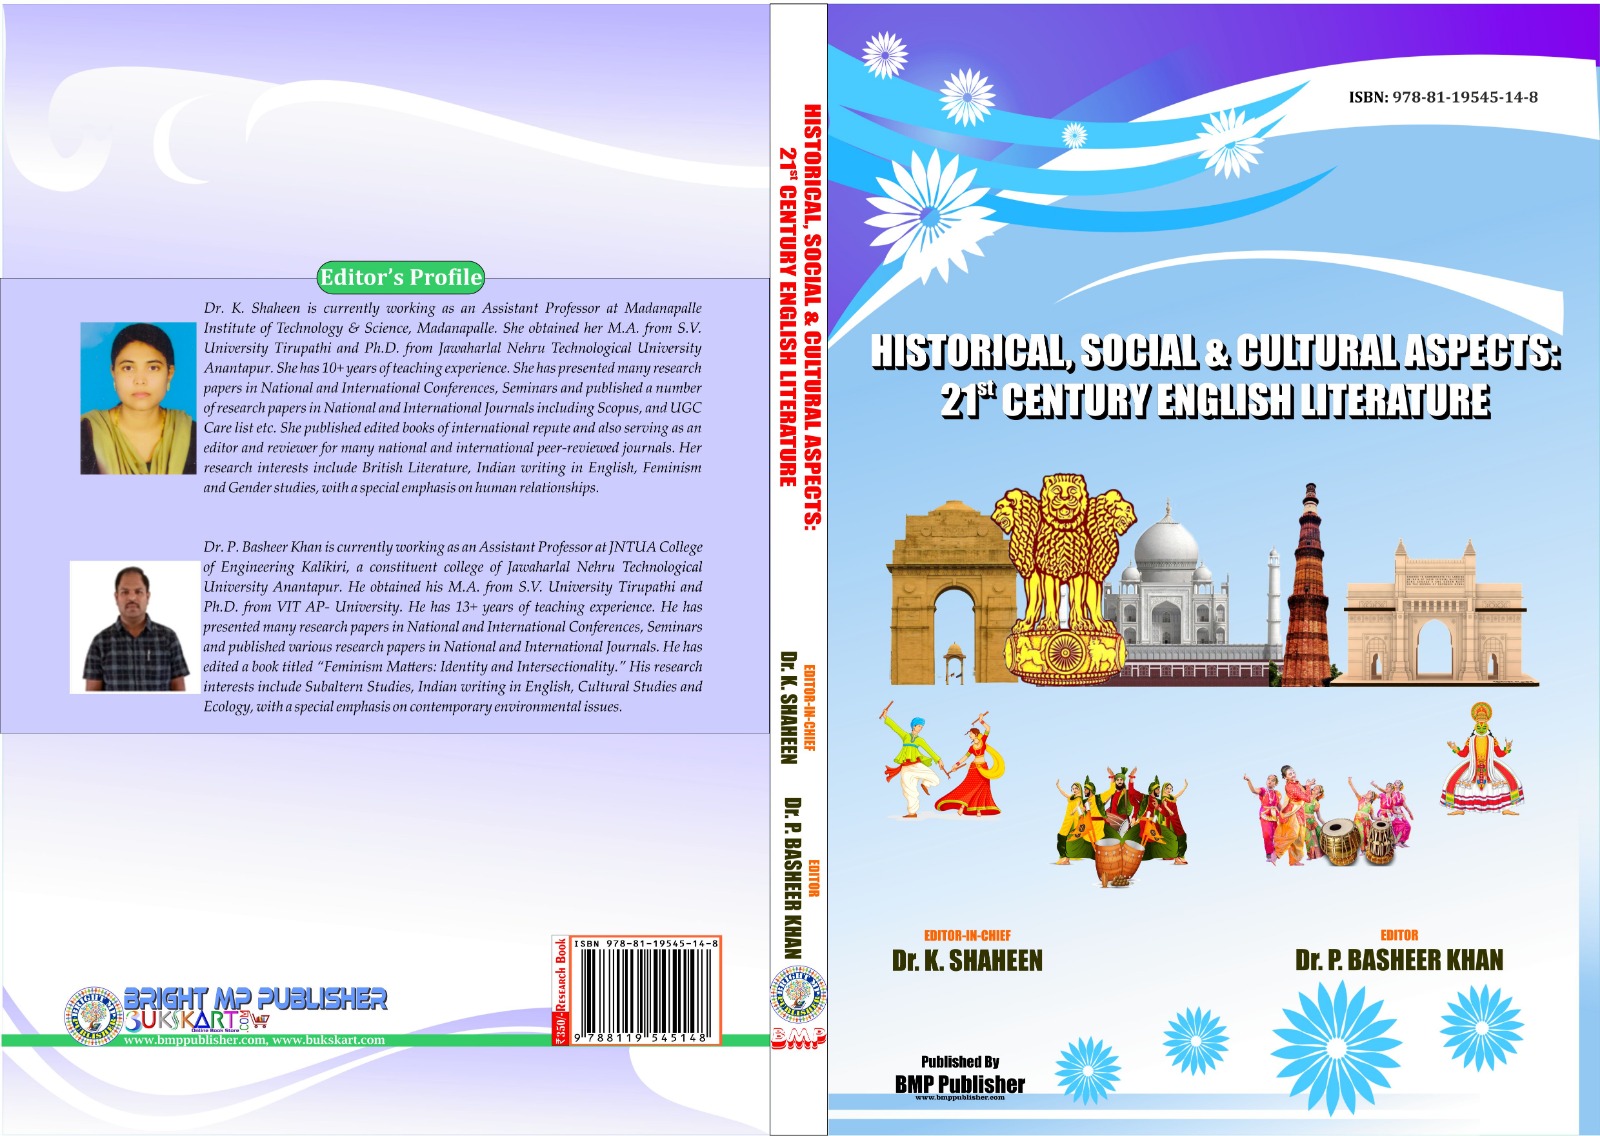 Editor's Profile
Dr. K. Shaheen is currently working as an Assistant Professor at Madanapalle
Institute of Technology & Science, Madanapalle. She obtained her M.A. from S.V.
University Tirupathi and Ph.D. from Jawaharlal Nehru Technological University
Anantapur. She has 10+ years of teaching experience. She has presented many research
papers in National and International Conferences, Seminars and published a number
of research papers in National and International Journals including Scopus, and UGC
Care list etc. She published edited books of international repute and also serving as an
editor and reviewer for many national and international peer-reviewed journals. Her
research interests include British Literature, Indian writing in English, Feminism
and Gender studies, with a special emphasis on human relationships.
Dr. P. Basheer Khan is currently working as an Assistant Professor at JNTUA College
of Engineering Kalikiri, a constituent college of Jawaharlal Nehru Technological
University Anantapur. He obtained his M.A. from S.V. University Tirupathi and
Ph.D. from VIT AP- University. He has 13+ years of teaching experience. He has
presented many research papers in National and International Conferences, Seminars
and published various research papers in National and International Journals. He has
edited a book titled “Feminism Matters: Identity and Intersectionality.” His research
interests include Subaltern Studies, Indian writing in English, Cultural Studies and
Ecology, with a special emphasis on contemporary environmental issues.
BRIGHT MP PUBLISHER
BUKSKART.COM
Online Book Store
www.bmppublisher.com, www.bukskart.com
₹350/- RESEARCH BOOK
ISBN 978-81-19545-14-8
9 788119 545148
HISTORICAL, SOCIAL & CULTURAL ASPECTS:
21st CENTURY ENGLISH LITERATURE
EDITOR-IN-CHIEF
Dr. K. SHAHEEN
EDITOR
Dr. P. BASHEER KHAN
BMP
ISBN: 978-81-19545-14-8
HISTORICAL, SOCIAL & CULTURAL ASPECTS:
21st CENTURY ENGLISH LITERATURE
EDITOR-IN-CHIEF
Dr. K. SHAHEEN
EDITOR
Dr. P. BASHEER KHAN
Published By
BMP Publisher
www.bmppublisher.com